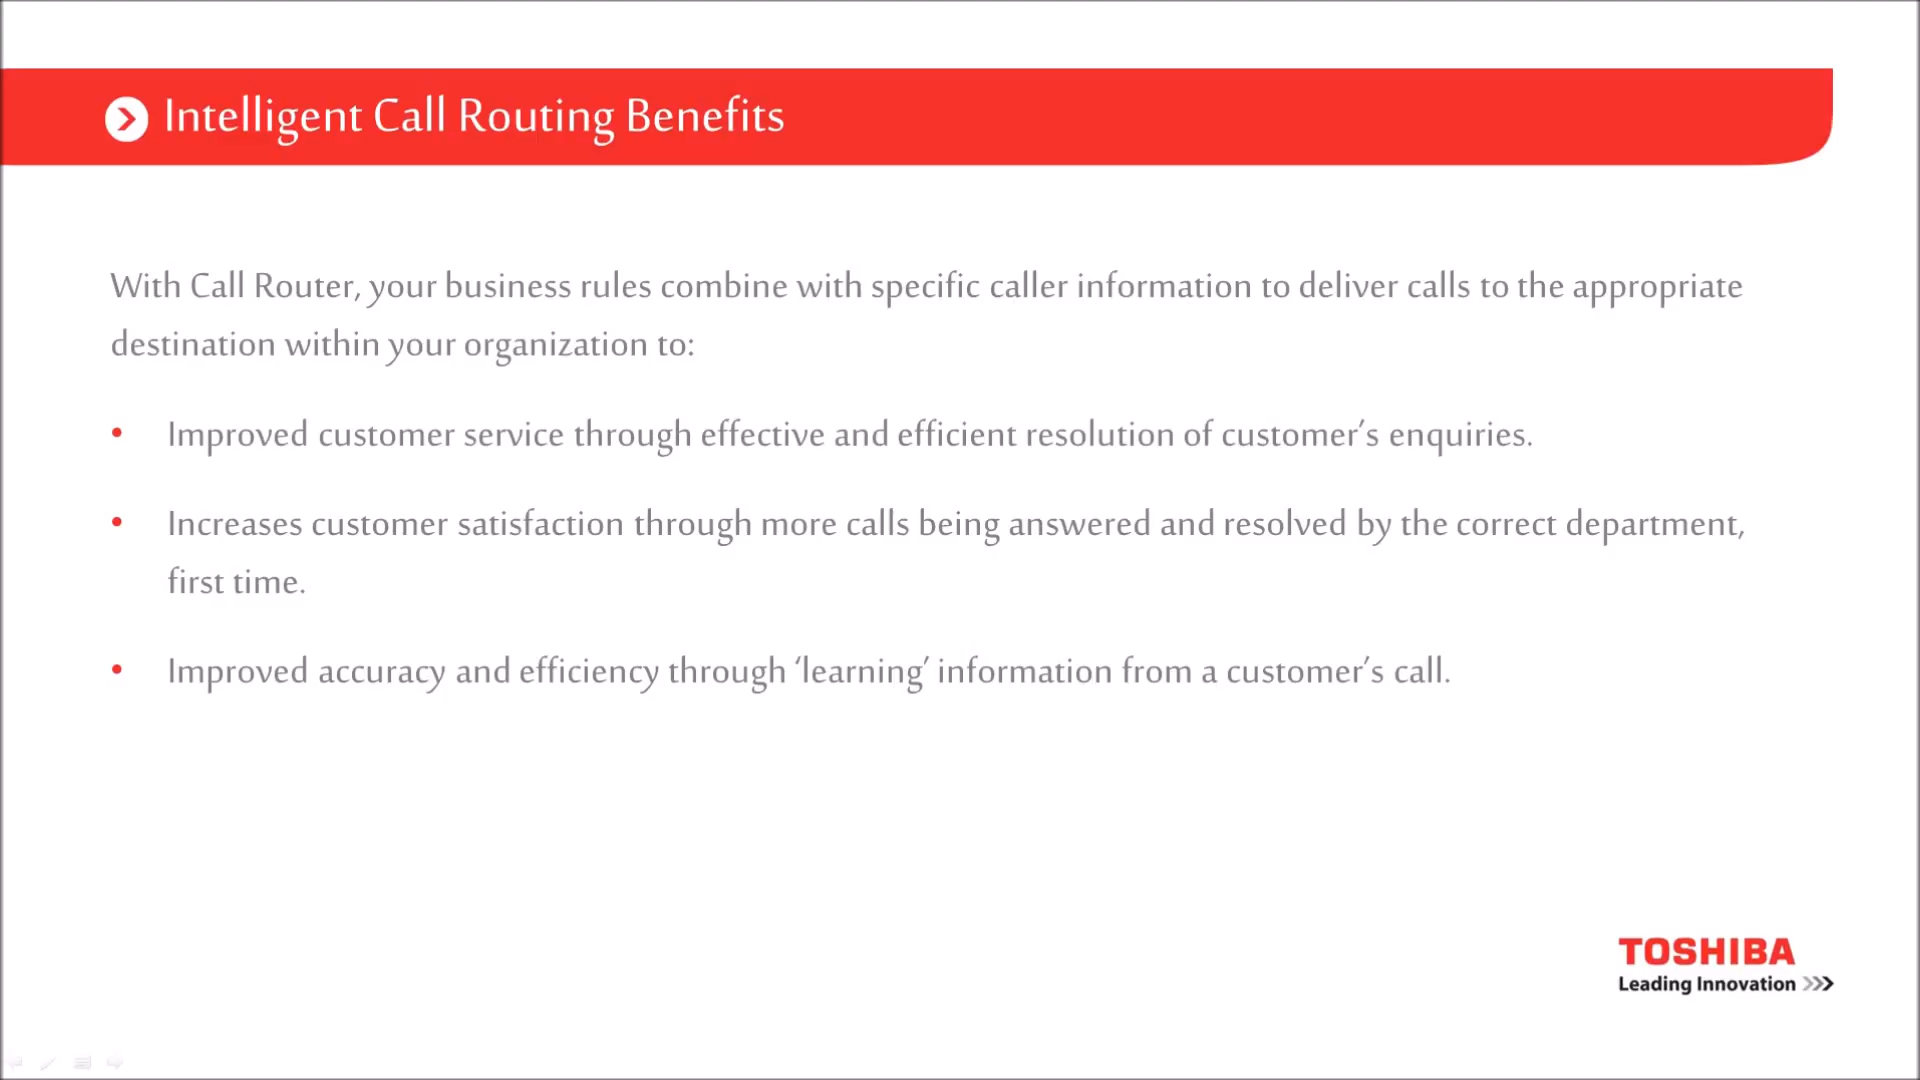 Intelligent Call Routing Benefits
With Call Router, your business rules combine with specific caller information to deliver calls to the appropriate
destination within your organization to:
• Improved customer service through effective and efficient resolution of customer’s enquiries.
• Increases customer satisfaction through more calls being answered and resolved by the correct department,
first time.
• Improved accuracy and efficiency through ‘learning’ information from a customer’s call.
TOSHIBA
Leading Innovation